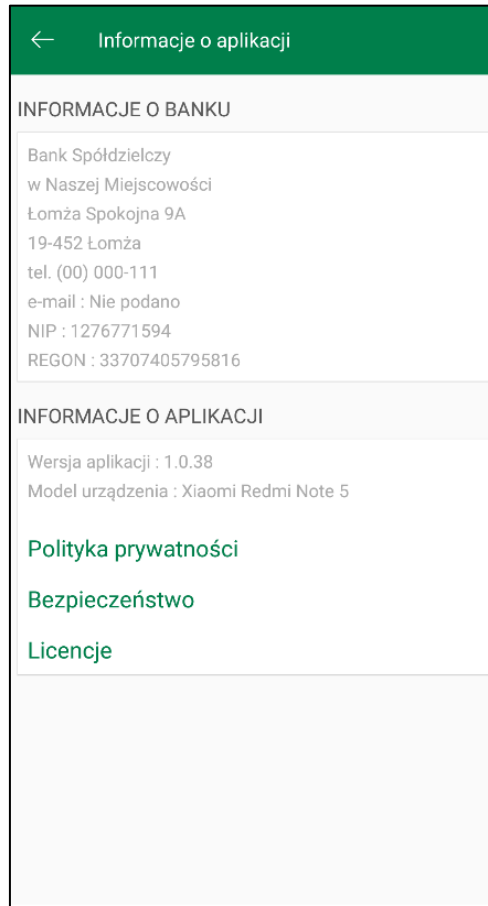 Informacje o aplikacji
INFORMACJE O BANKU
Bank Spółdzielczy
w Naszej Miejscowości
Łomża Spokojna 9A
19-452 Łomża
tel. (00) 000-111
e-mail : Nie podano
NIP : 1276771594
REGON : 33707405795816
INFORMACJE O APLIKACJI
Wersja aplikacji : 1.0.38
Model urządzenia : Xiaomi Redmi Note 5
Polityka prywatności
Bezpieczeństwo
Licencje